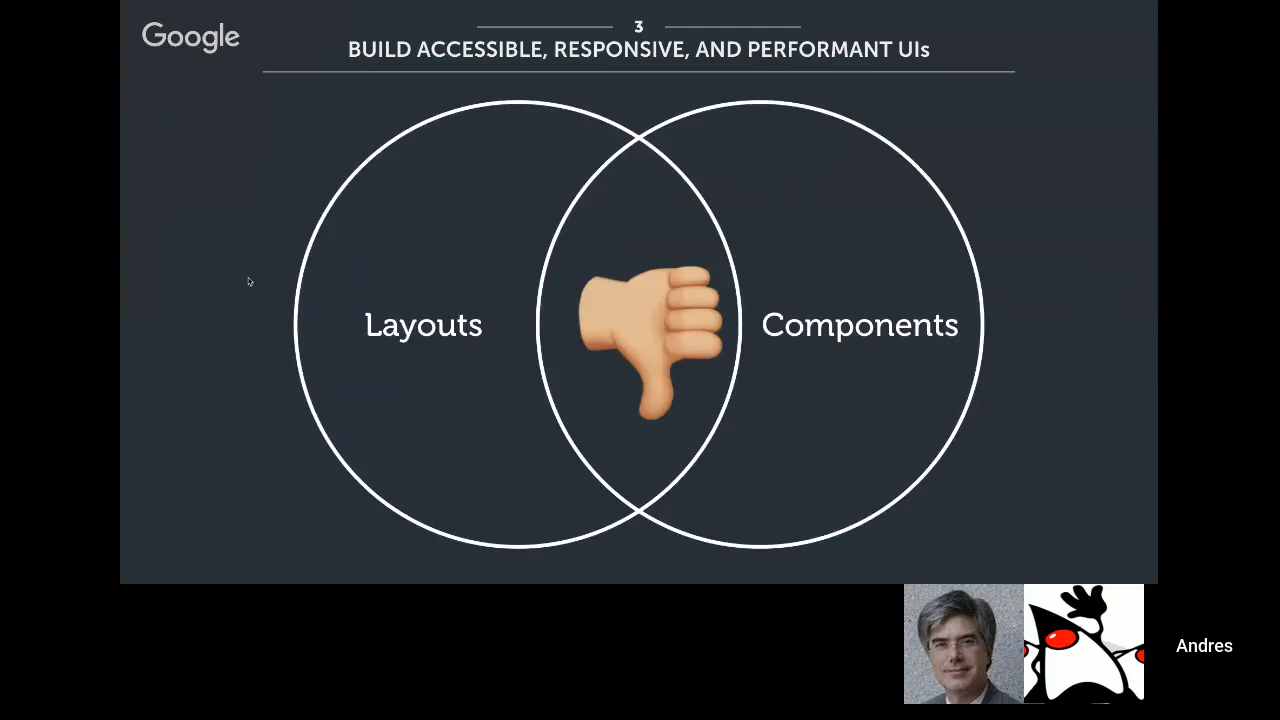 Google
3
BUILD ACCESSIBLE, RESPONSIVE, AND PERFORMANT UIs
Layouts
Components
Andres